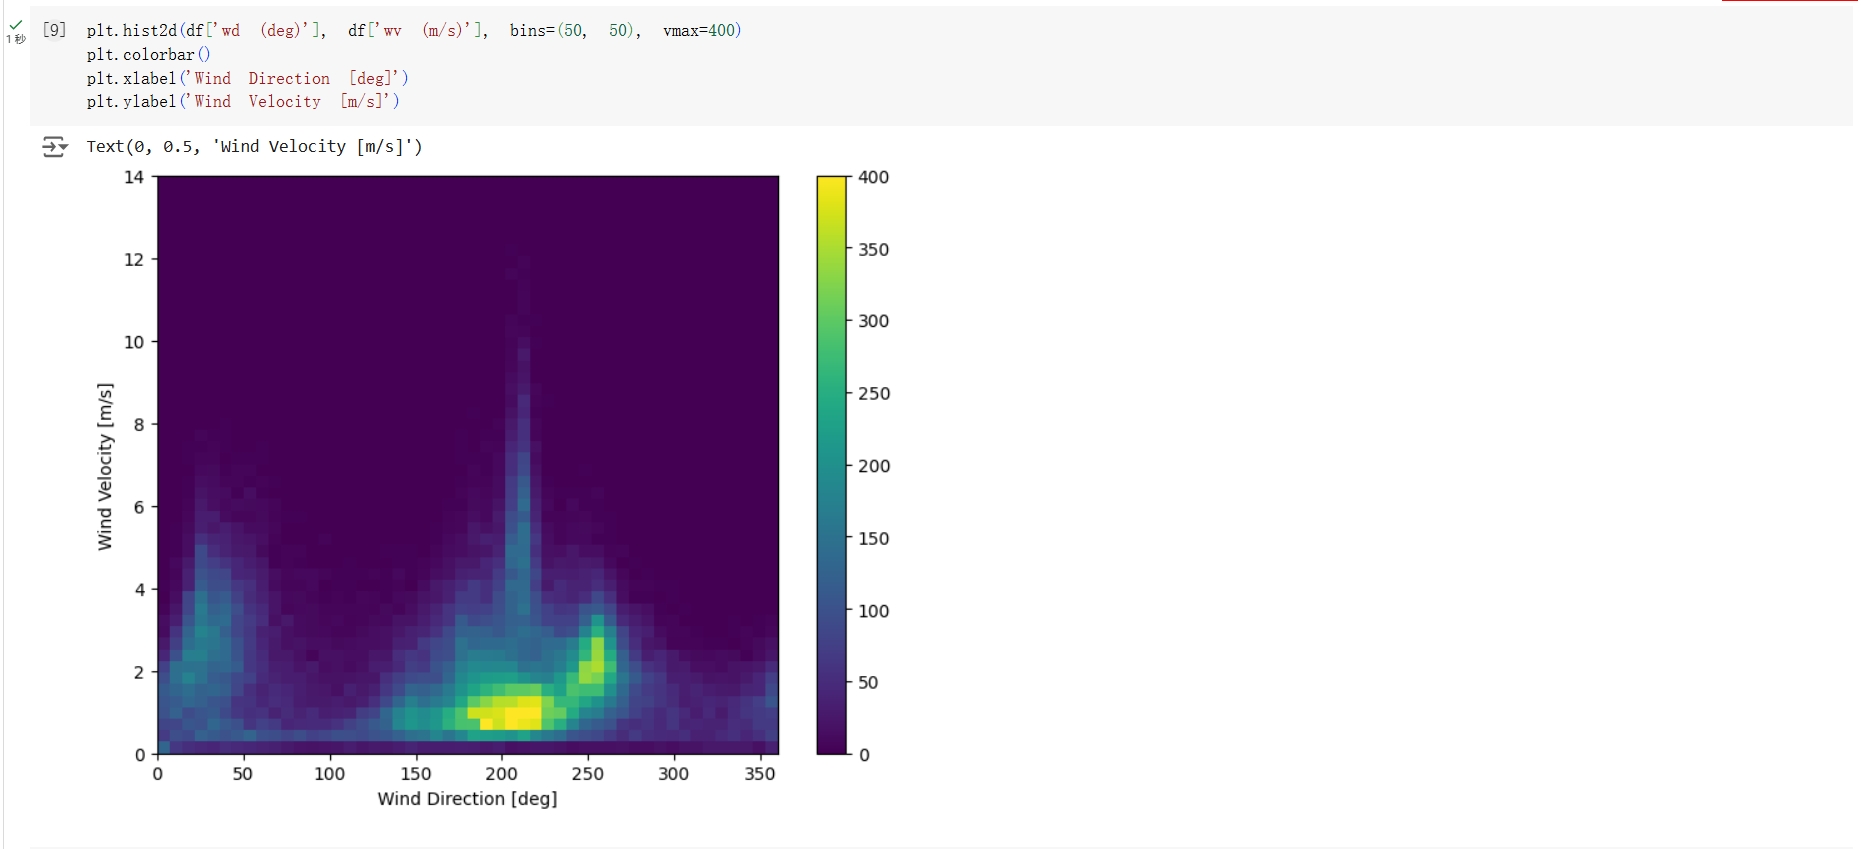 [9] plt.hist2d(df['wd (deg)'], df['wv (m/s)'], bins=(50, 50), vmax=400)
1秒
plt.colorbar()
plt.xlabel('Wind Direction [deg]')
plt.ylabel('Wind Velocity [m/s]')
Text(0, 0.5, 'Wind Velocity [m/s]')
14
12
10
8
6
4
2
0
Wind Velocity [m/s]
0 50 100 150 200 250 300 350
Wind Direction [deg]
400
350
300
250
200
150
100
50
0